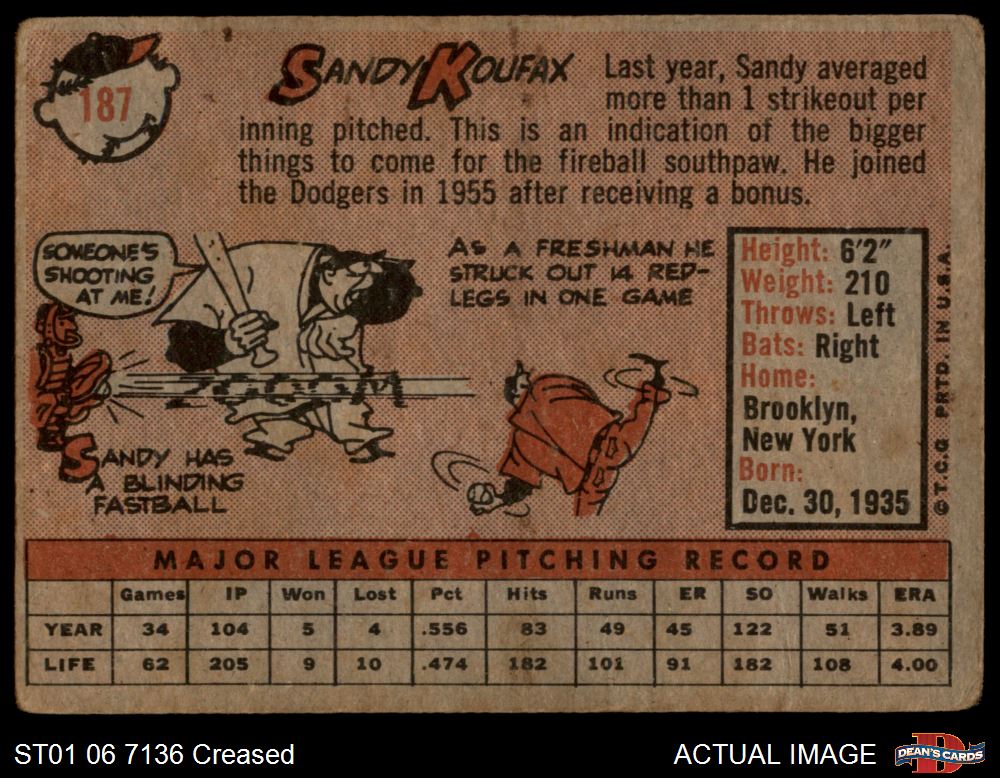 187
SANDY KOUFAX
Last year, Sandy averaged
more than 1 strikeout per
inning pitched. This is an indication of the bigger
things to come for the fireball southpaw. He joined
the Dodgers in 1955 after receiving a bonus.
SOMEONE'S
SHOOTING
AT ME!
AS A FRESHMAN HE
STRUCK OUT 14 RED-
LEGS IN ONE GAME
ZOOM
SANDY HAS
A BLINDING
FASTBALL
Height: 6'2"
Weight: 210
Throws: Left
Bats: Right
Home:
Brooklyn,
New York
Born:
Dec. 30, 1935
© T.C.G. PRTD. IN U.S.A.
MAJOR LEAGUE PITCHING RECORD
Games IP Won Lost Pct Hits Runs ER SO Walks ERA
YEAR 34 104 5 4 .556 83 49 45 122 51 3.89
LIFE 62 205 9 10 .474 182 101 91 182 108 4.00
ST01 06 7136 Creased
ACTUAL IMAGE
DEAN'S CARDS